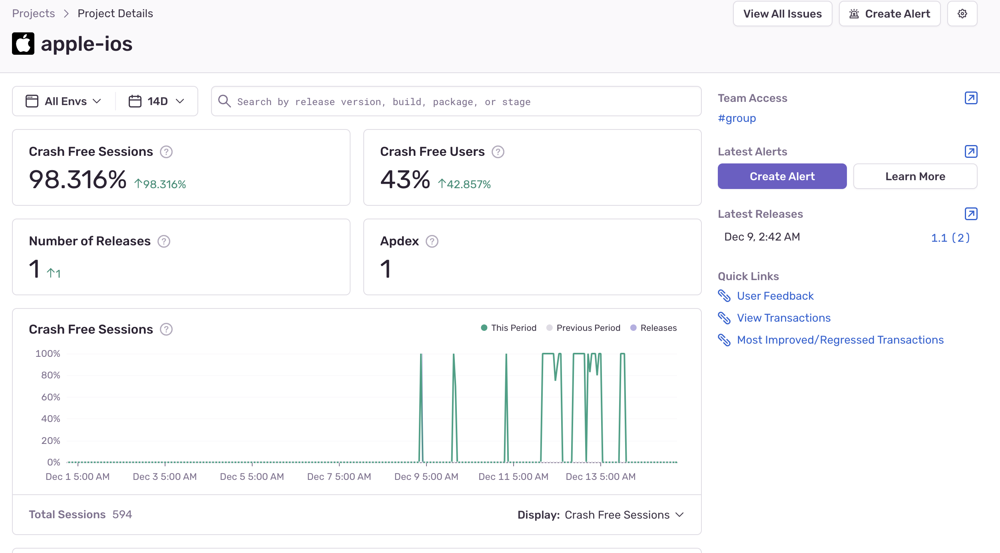 Projects > Project Details
View All Issues
Create Alert
apple-ios
All Envs
14D
Search by release version, build, package, or stage
Crash Free Sessions ?
98.316% ↑98.316%
Crash Free Users ?
43% ↑42.857%
Number of Releases ?
1 ↑1
Apdex ?
1
Crash Free Sessions ?
This Period
Previous Period
Releases
100%
80%
60%
40%
20%
0%
Dec 1 5:00 AM
Dec 3 5:00 AM
Dec 5 5:00 AM
Dec 7 5:00 AM
Dec 9 5:00 AM
Dec 11 5:00 AM
Dec 13 5:00 AM
Total Sessions 594
Display: Crash Free Sessions
Team Access
#group
Latest Alerts
Create Alert
Learn More
Latest Releases
Dec 9, 2:42 AM
1.1 (2)
Quick Links
User Feedback
View Transactions
Most Improved/Regressed Transactions